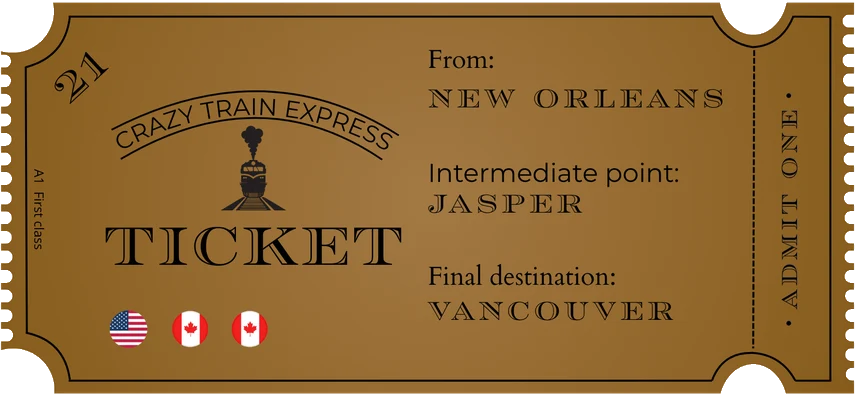 21
A1 First class
CRAZY TRAIN EXPRESS
TICKET
From:
NEW ORLEANS
Intermediate point:
JASPER
Final destination:
VANCOUVER
• ADMIT ONE •